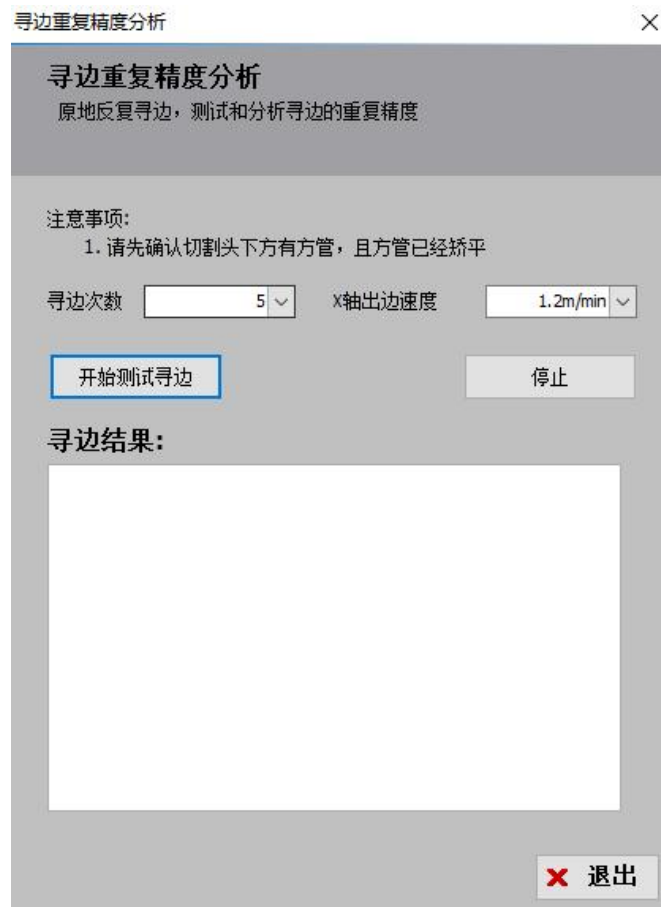 寻边重复精度分析
寻边重复精度分析
原地反复寻边，测试和分析寻边的重复精度
注意事项:
1. 请先确认切割头下方有方管，且方管已经矫平
寻边次数 5 X轴出边速度 1.2m/min
开始测试寻边 停止
寻边结果:
退出